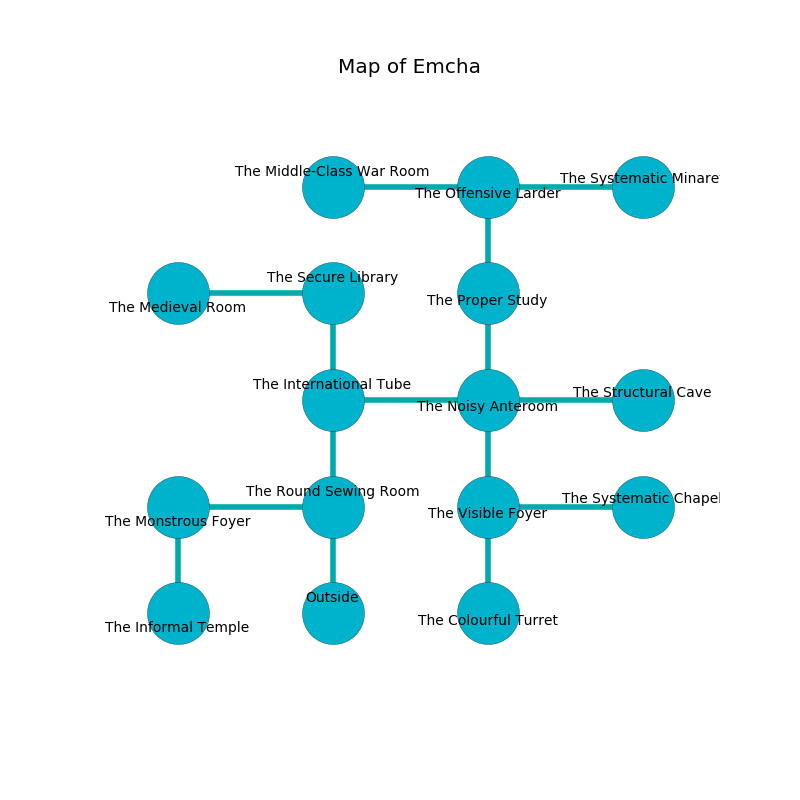 Map of Emcha
The Middle-Class War Room
The Offensive Larder
The Systematic Minare
The Secure Library
The Medieval Room
The Proper Study
The International Tube
The Noisy Anteroom
The Structural Cave
The Round Sewing Room
The Monstrous Foyer
The Visible Foyer
The Systematic Chapel
Outside
The Informal Temple
The Colourful Turret